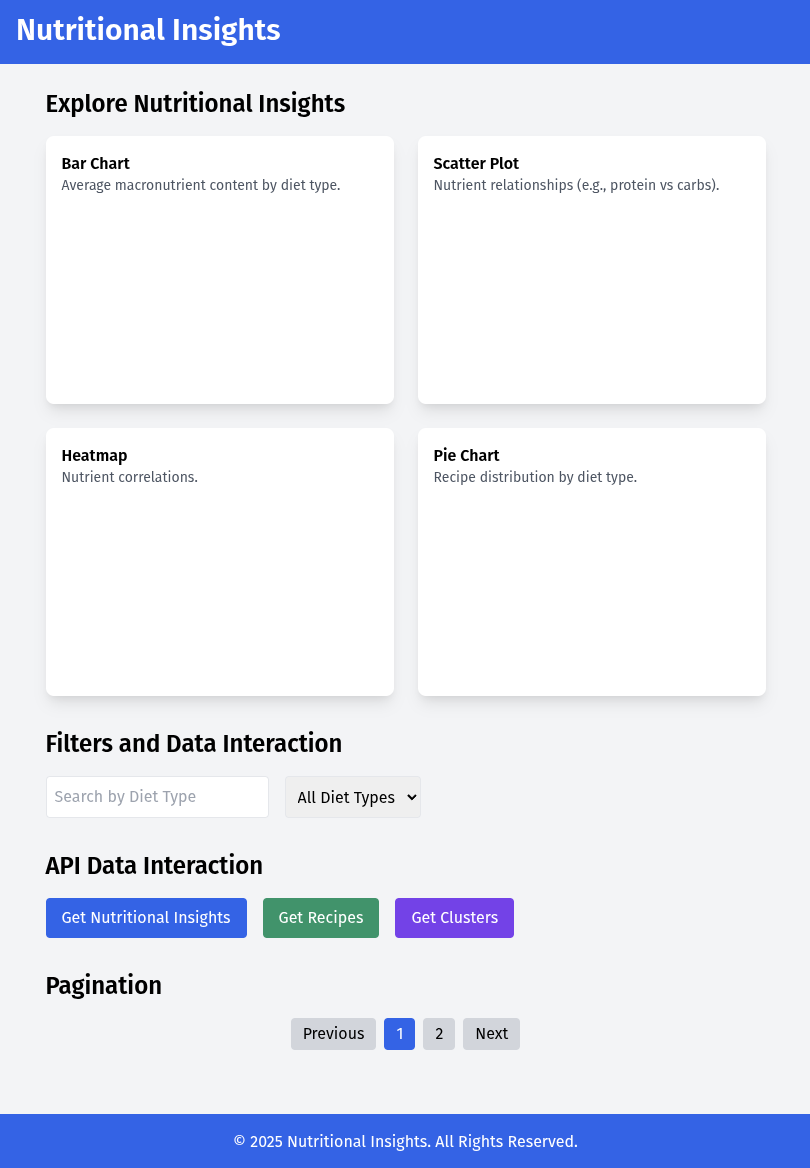 Nutritional Insights
Explore Nutritional Insights
Bar Chart
Average macronutrient content by diet type.
Scatter Plot
Nutrient relationships (e.g., protein vs carbs).
Heatmap
Nutrient correlations.
Pie Chart
Recipe distribution by diet type.
Filters and Data Interaction
Search by Diet Type
All Diet Types
API Data Interaction
Get Nutritional Insights
Get Recipes
Get Clusters
Pagination
Previous
1
2
Next
© 2025 Nutritional Insights. All Rights Reserved.